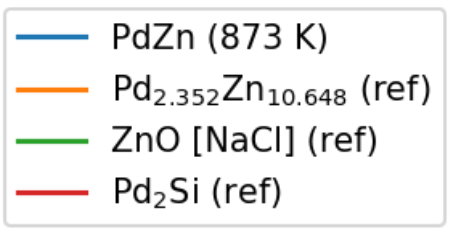 PdZn (873 K)
Pd₂.₃₅₂Zn₁₀.₆₄₈ (ref)
ZnO [NaCl] (ref)
Pd₂Si (ref)